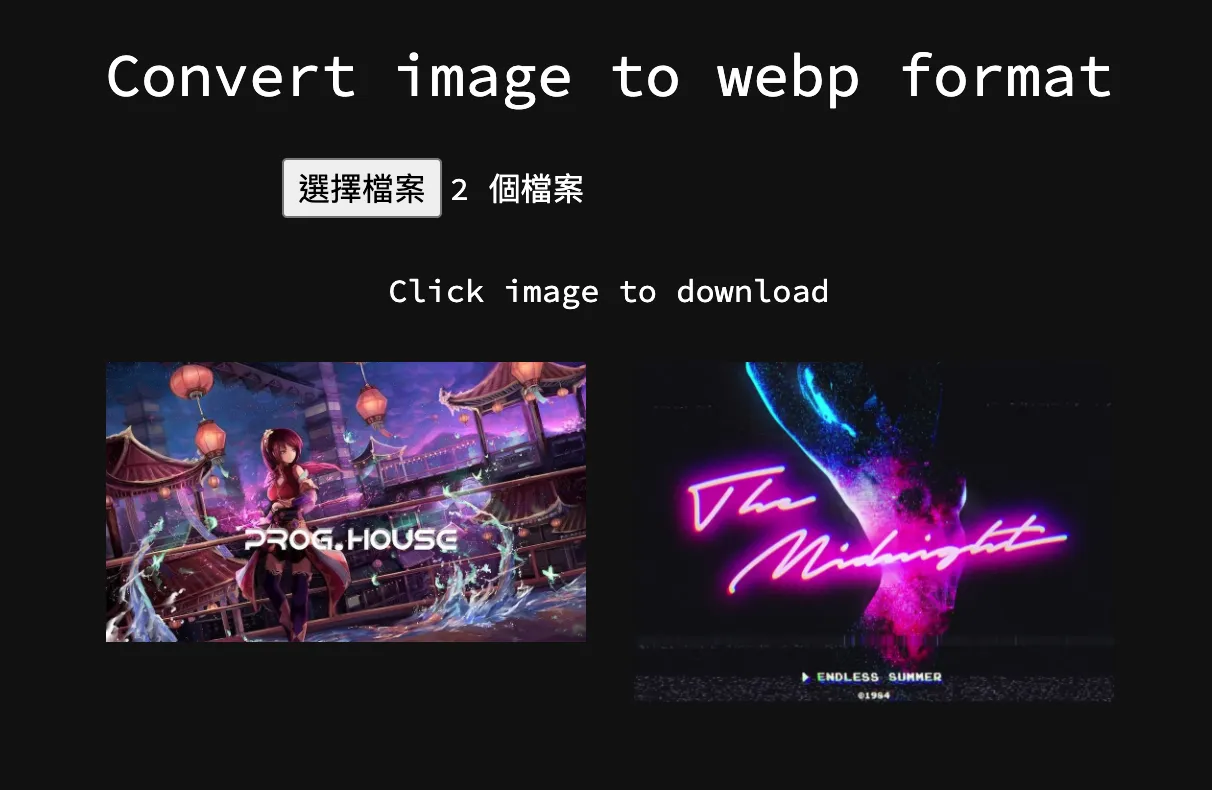 Convert image to webp format
選擇檔案 2 個檔案
Click image to download
PROG.HOUSE
The
Midnight
ENDLESS SUMMER
©1984